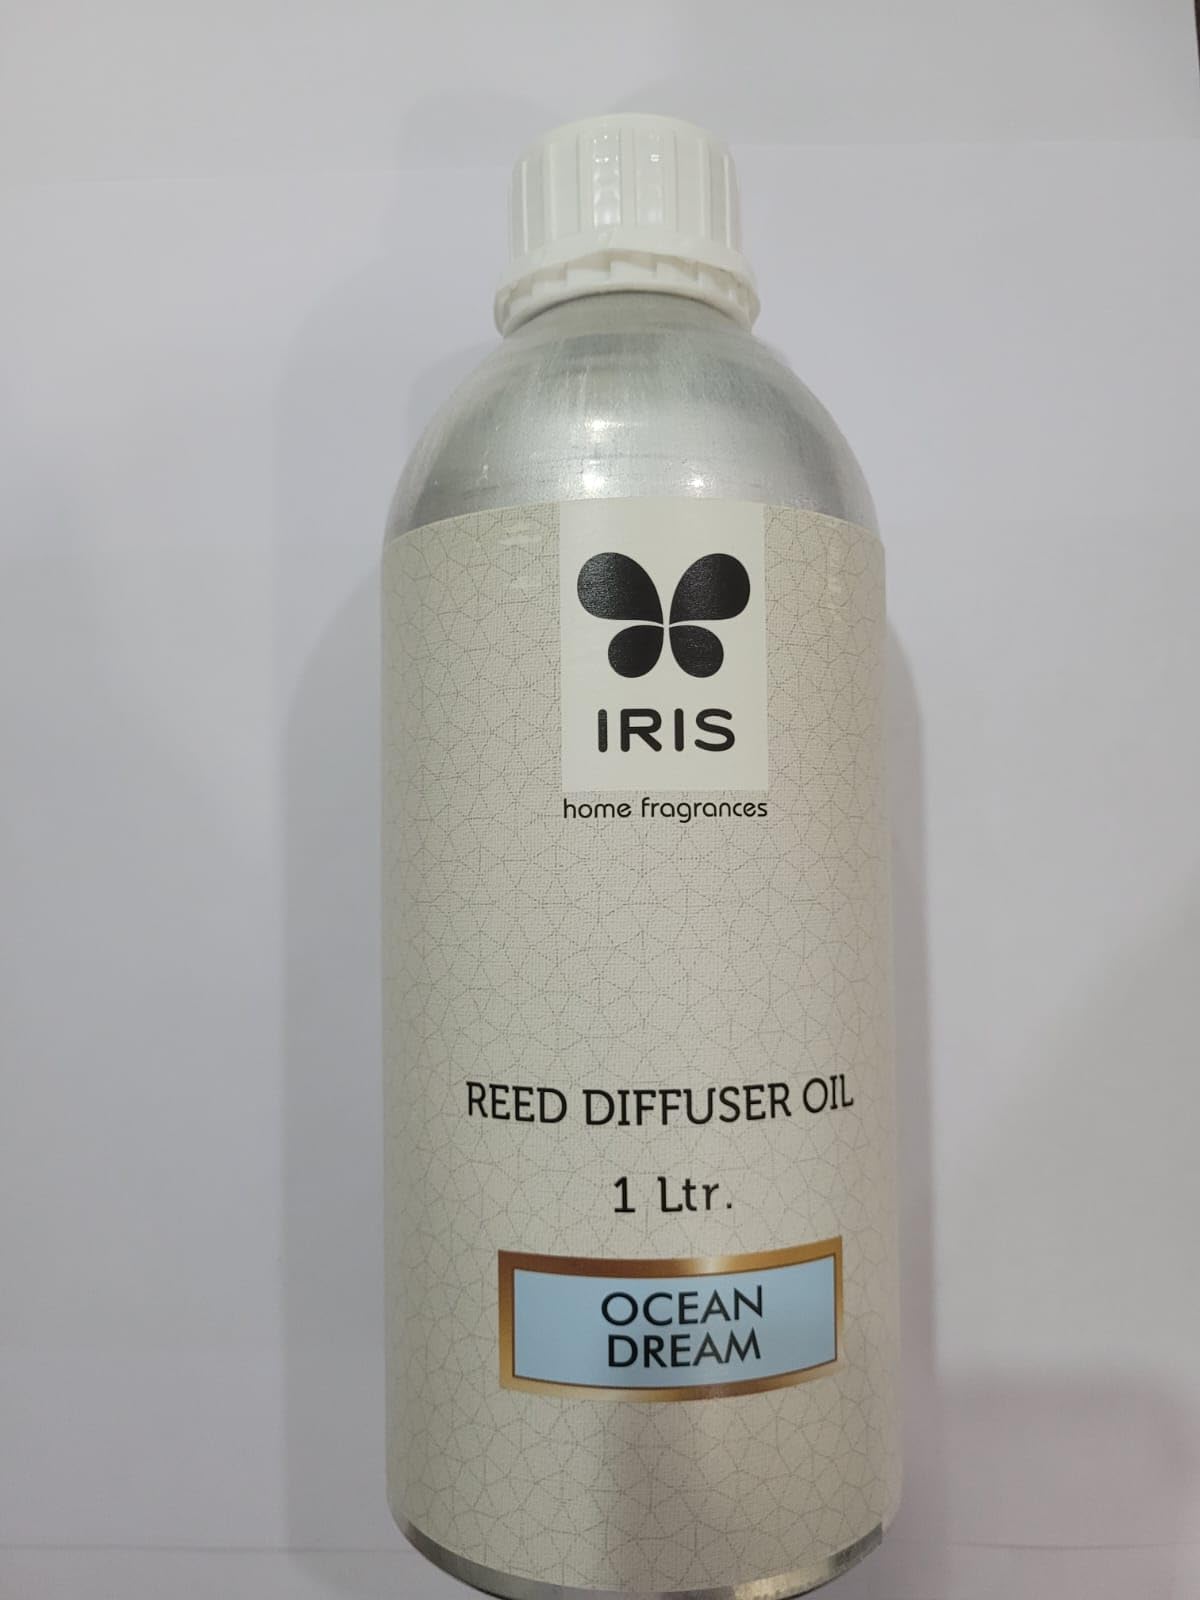 IRIS
home fragrances
REED DIFFUSER OIL
1 Ltr.
OCEAN
DREAM